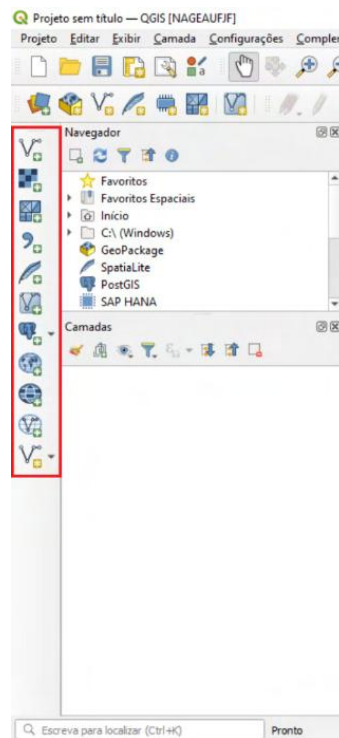 Projeto sem título — QGIS [NAGEAUFJF]
Projeto Editar Exibir Camada Configurações
Navegador
Favoritos
Favoritos Espaciais
Início
C:\ (Windows)
GeoPackage
SpatiaLite
PostGIS
SAP HANA
Camadas
Escreva para localizar (Ctrl+K) Pronto